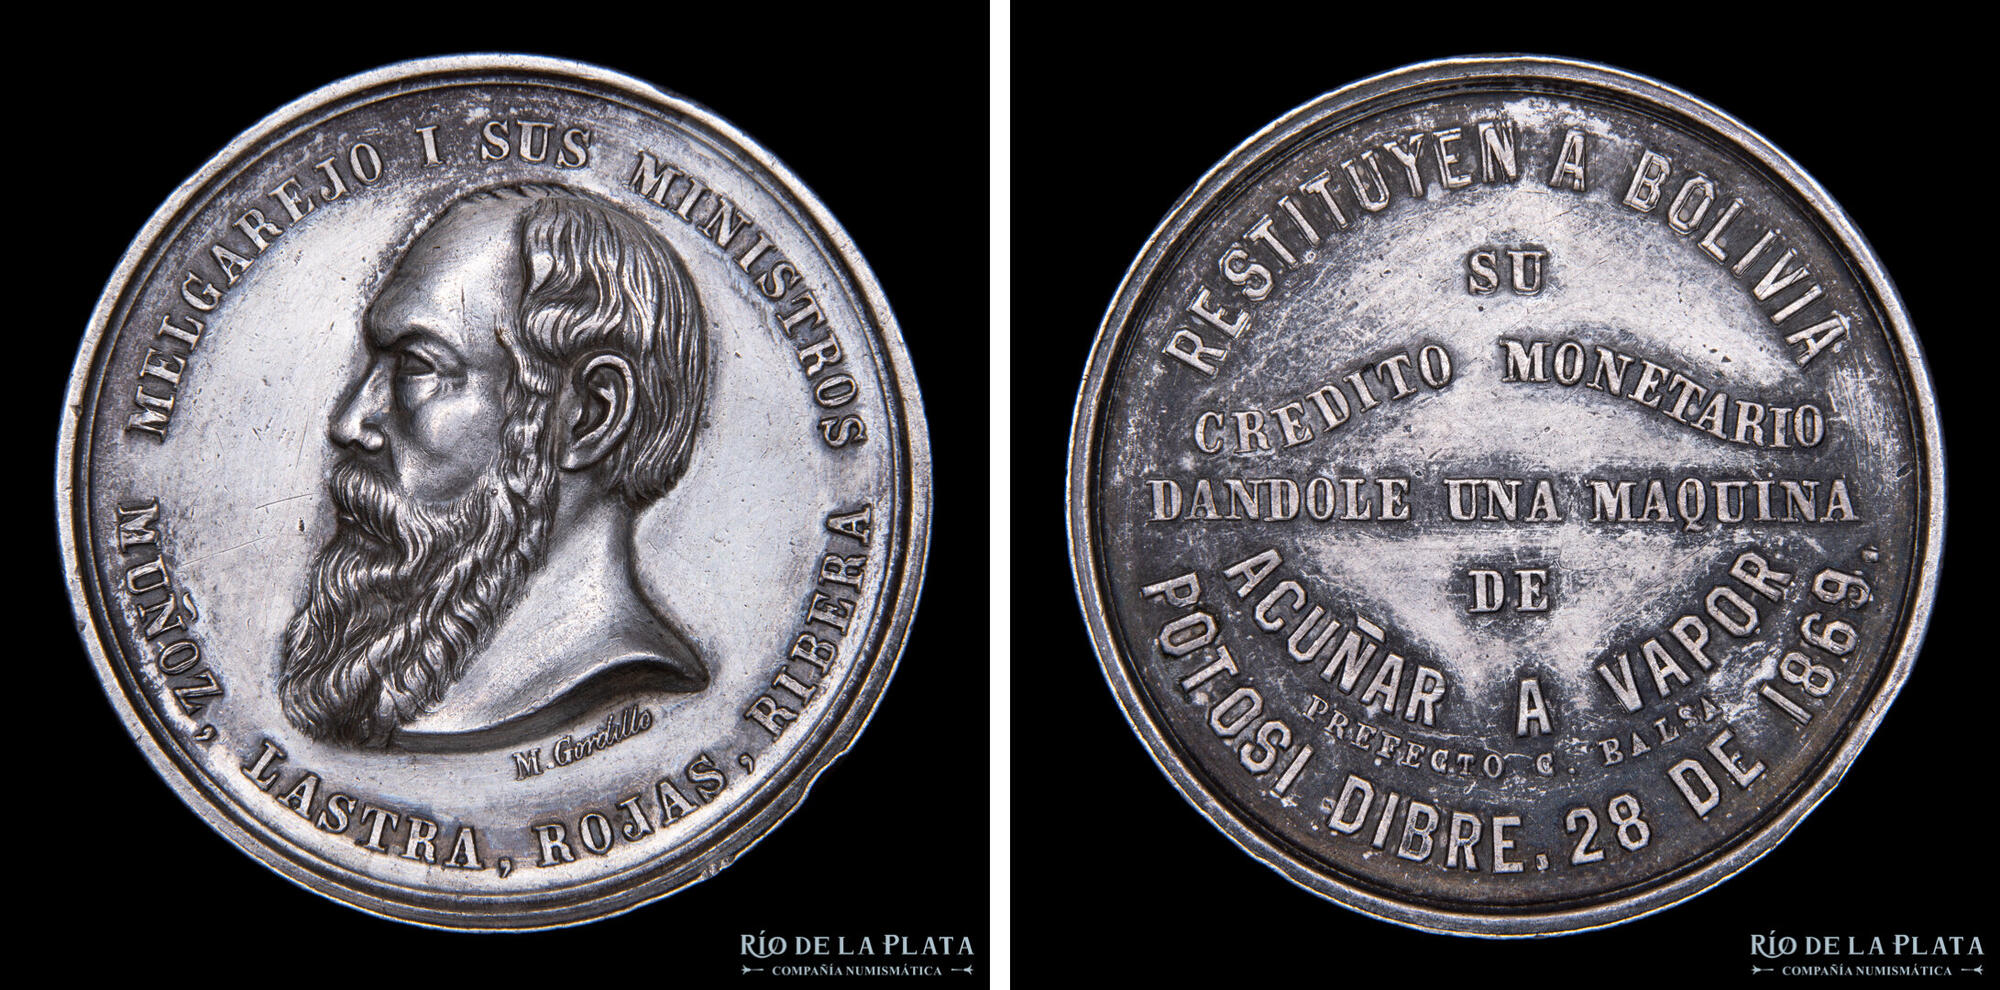 MELGAREJO I SUS MINISTROS
MUÑOZ, LASTRA, ROJAS, RIBERA
M. Gordillo
RÍO DE LA PLATA
COMPAÑÍA NUMISMÁTICA
RESTITUYEN A BOLIVIA
SU
CREDITO MONETARIO
DANDOLE UNA MAQUINA
DE
ACUÑAR A VAPOR
PREFECTO C. BALSA
POTOSI DIBRE. 28 DE 1869.
RÍO DE LA PLATA
COMPAÑÍA NUMISMÁTICA